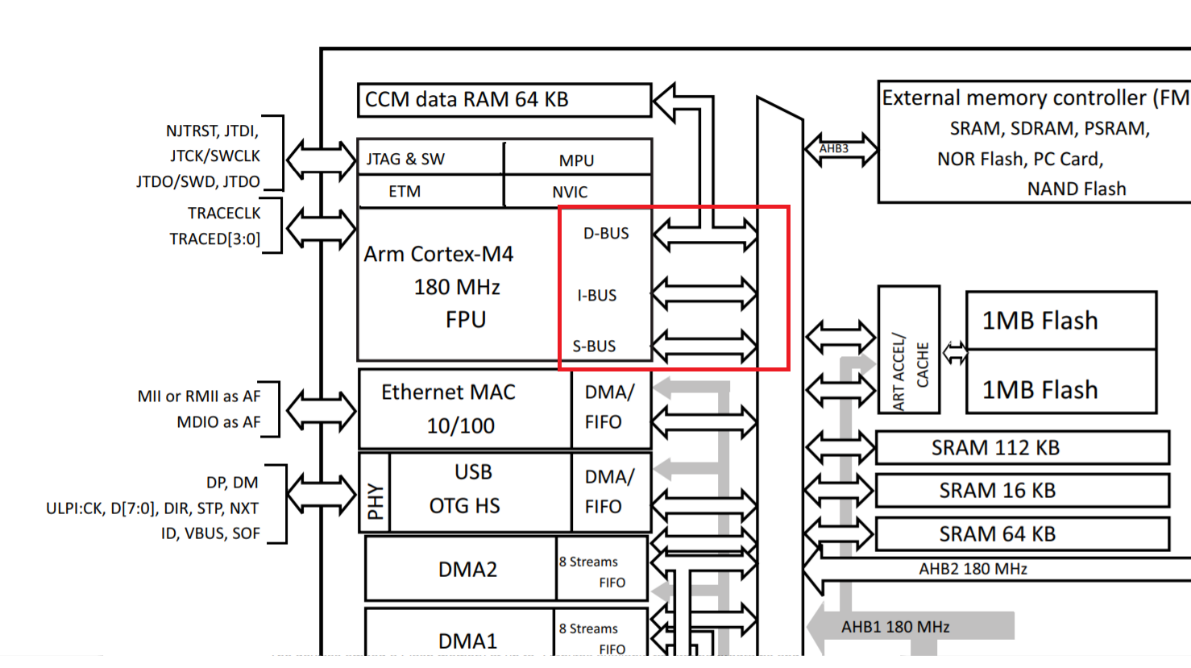 CCM data RAM 64 KB
External memory controller (FM
SRAM, SDRAM, PSRAM,
NOR Flash, PC Card,
NAND Flash
AHB3
NJTRST, JTDI,
JTCK/SWCLK
JTDO/SWD, JTDO
JTAG & SW
MPU
ETM
NVIC
TRACECLK
TRACED[3:0]
Arm Cortex-M4
180 MHz
FPU
D-BUS
I-BUS
S-BUS
ART ACCEL/
CACHE
1MB Flash
1MB Flash
MII or RMII as AF
MDIO as AF
Ethernet MAC
10/100
DMA/
FIFO
SRAM 112 KB
SRAM 16 KB
SRAM 64 KB
DP, DM
ULPI:CK, D[7:0], DIR, STP, NXT
ID, VBUS, SOF
PHY
USB
OTG HS
DMA/
FIFO
AHB2 180 MHz
DMA2
8 Streams
FIFO
AHB1 180 MHz
DMA1
8 Streams
FIFO